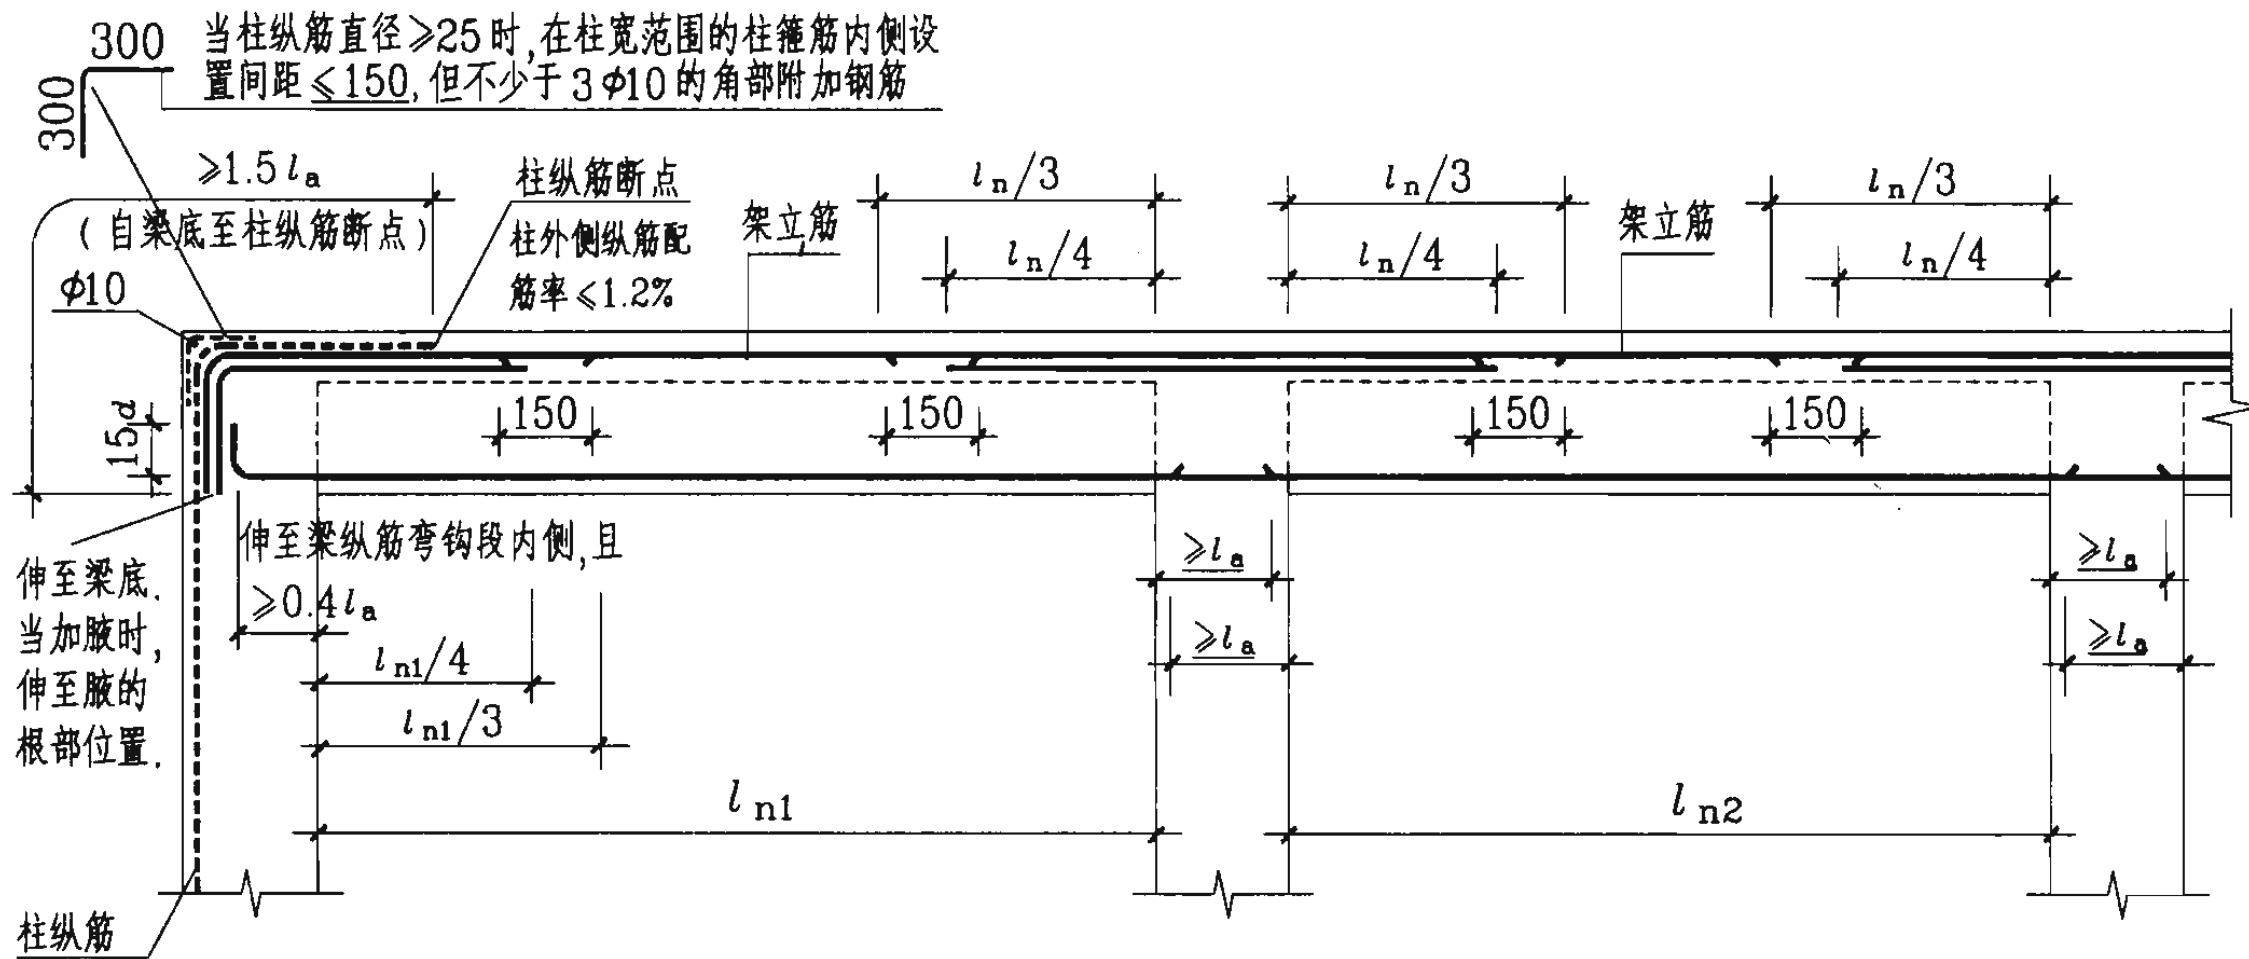 300
当柱纵筋直径≥25时,在柱宽范围的柱箍筋内侧设
置间距≤150,但不少于3ϕ10的角部附加钢筋
300
≥1.5la
(自梁底至柱纵筋断点)
柱纵筋断点
柱外侧纵筋配
筋率≤1.2%
ϕ10
架立筋
ln/3
ln/4
ln/3
ln/4
架立筋
ln/3
ln/4
15d
150
150
150
150
伸至梁纵筋弯钩段内侧,且
≥0.4la
伸至梁底.
当加腋时,
伸至腋的
根部位置.
≥la
≥la
≥la
≥la
ln1/4
ln1/3
ln1
ln2
柱纵筋